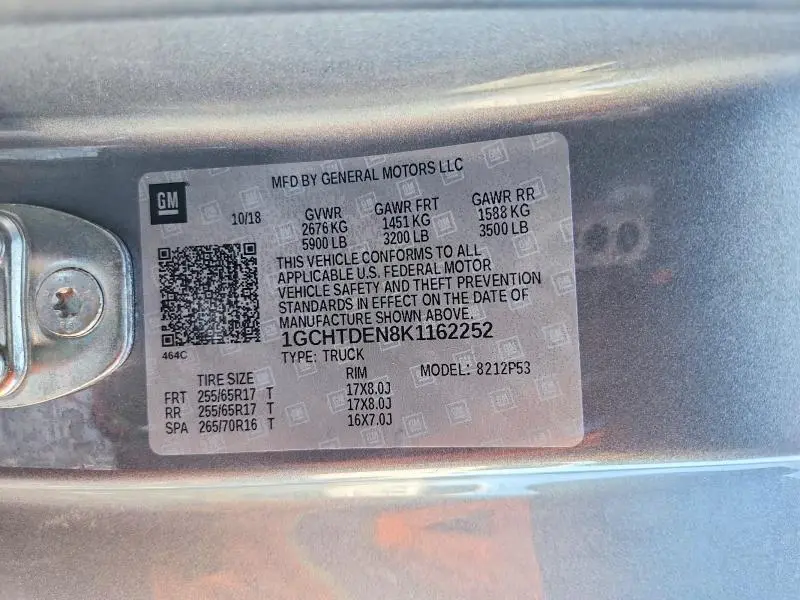 MFD BY GENERAL MOTORS LLC
GM
10/18
GVWR GAWR FRT GAWR RR
2676 KG 1451 KG 1588 KG
5900 LB 3200 LB 3500 LB
THIS VEHICLE CONFORMS TO ALL
APPLICABLE U.S. FEDERAL MOTOR
VEHICLE SAFETY AND THEFT PREVENTION
STANDARDS IN EFFECT ON THE DATE OF
MANUFACTURE SHOWN ABOVE.
1GCHTDEN8K1162252
464C
TYPE: TRUCK MODEL: 8212P53
TIRE SIZE RIM
FRT 255/65R17 T 17X8.0J
RR 255/65R17 T 17X8.0J
SPA 265/70R16 T 16X7.0J